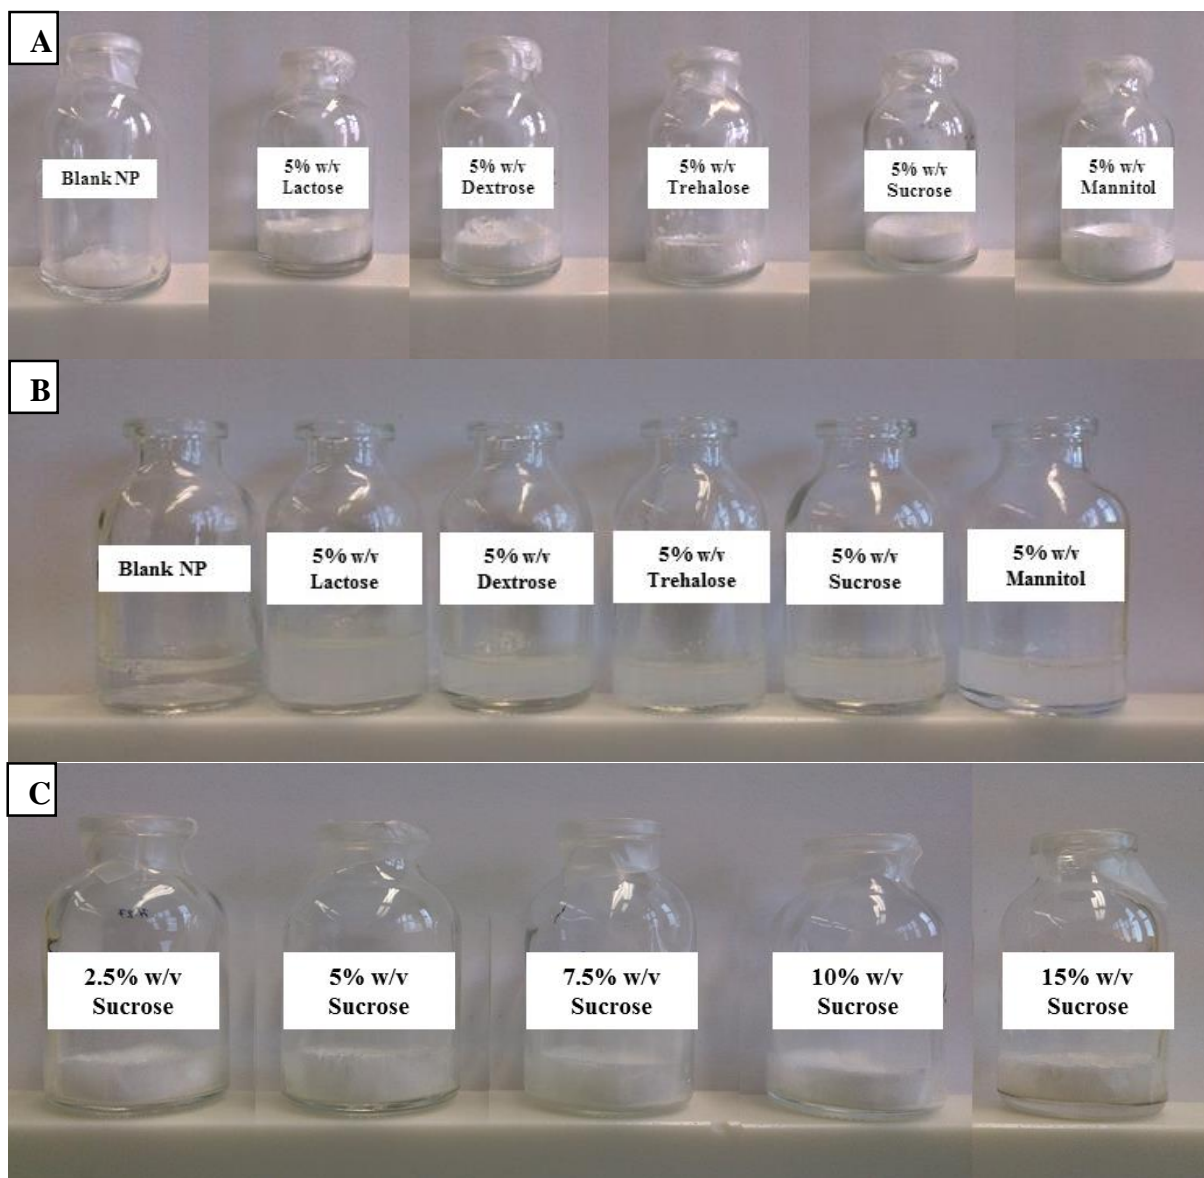 A
Blank NP
5% w/v
Lactose
5% w/v
Dextrose
5% w/v
Trehalose
5% w/v
Sucrose
5% w/v
Mannitol
B
Blank NP
5% w/v
Lactose
5% w/v
Dextrose
5% w/v
Trehalose
5% w/v
Sucrose
5% w/v
Mannitol
C
2.5% w/v
Sucrose
5% w/v
Sucrose
7.5% w/v
Sucrose
10% w/v
Sucrose
15% w/v
Sucrose